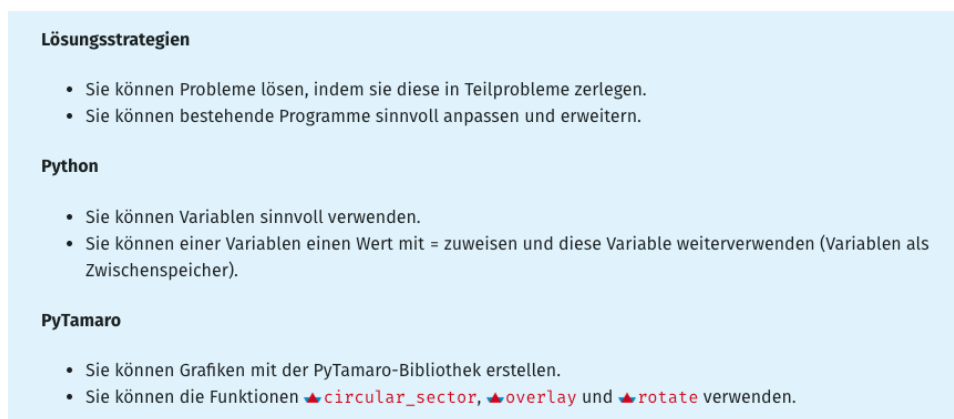 Lösungsstrategien
• Sie können Probleme lösen, indem sie diese in Teilprobleme zerlegen.
• Sie können bestehende Programme sinnvoll anpassen und erweitern.
Python
• Sie können Variablen sinnvoll verwenden.
• Sie können einer Variablen einen Wert mit = zuweisen und diese Variable weiterverwenden (Variablen als
Zwischenspeicher).
PyTamaro
• Sie können Grafiken mit der PyTamaro-Bibliothek erstellen.
• Sie können die Funktionen circular_sector, overlay und rotate verwenden.